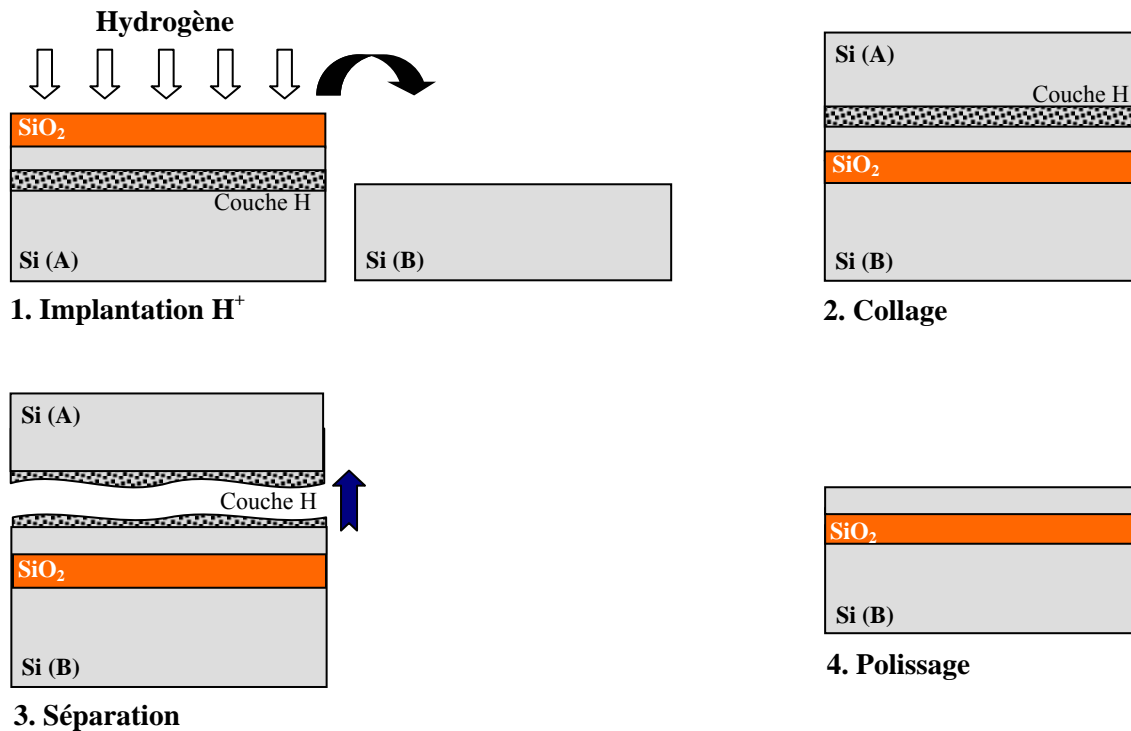 Hydrogène
SiO₂
Couche H
Si (A)
Si (B)
1. Implantation H⁺
Si (A)
Couche H
SiO₂
Si (B)
2. Collage
Si (A)
Couche H
SiO₂
Si (B)
3. Séparation
SiO₂
Si (B)
4. Polissage